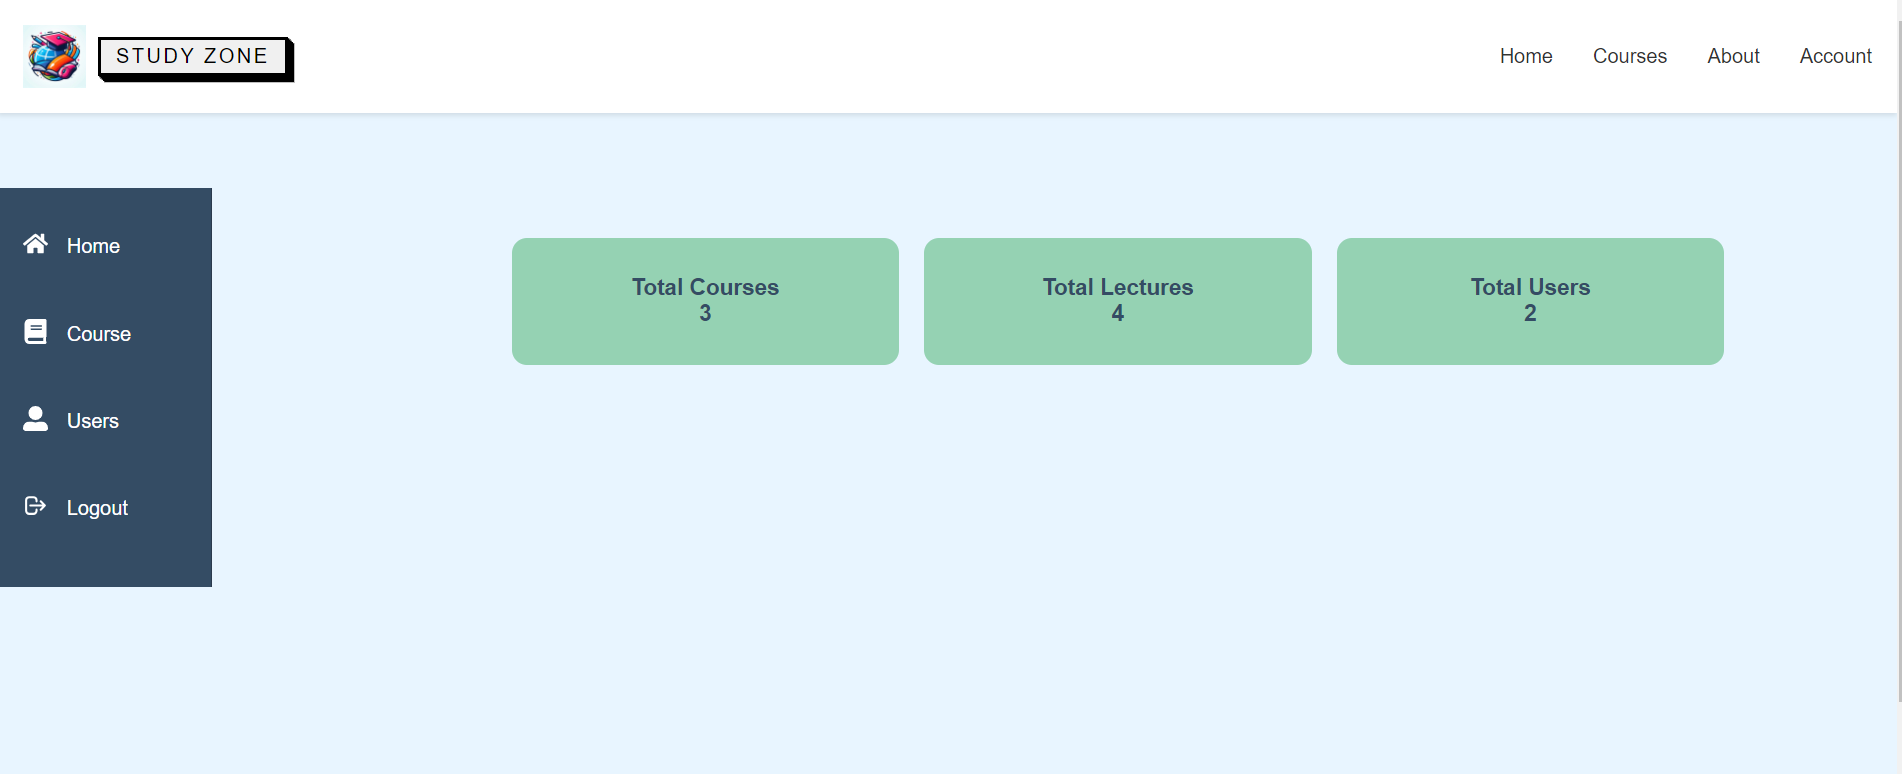 STUDY ZONE
Home Courses About Account
Home
Course
Users
Logout
Total Courses
3
Total Lectures
4
Total Users
2